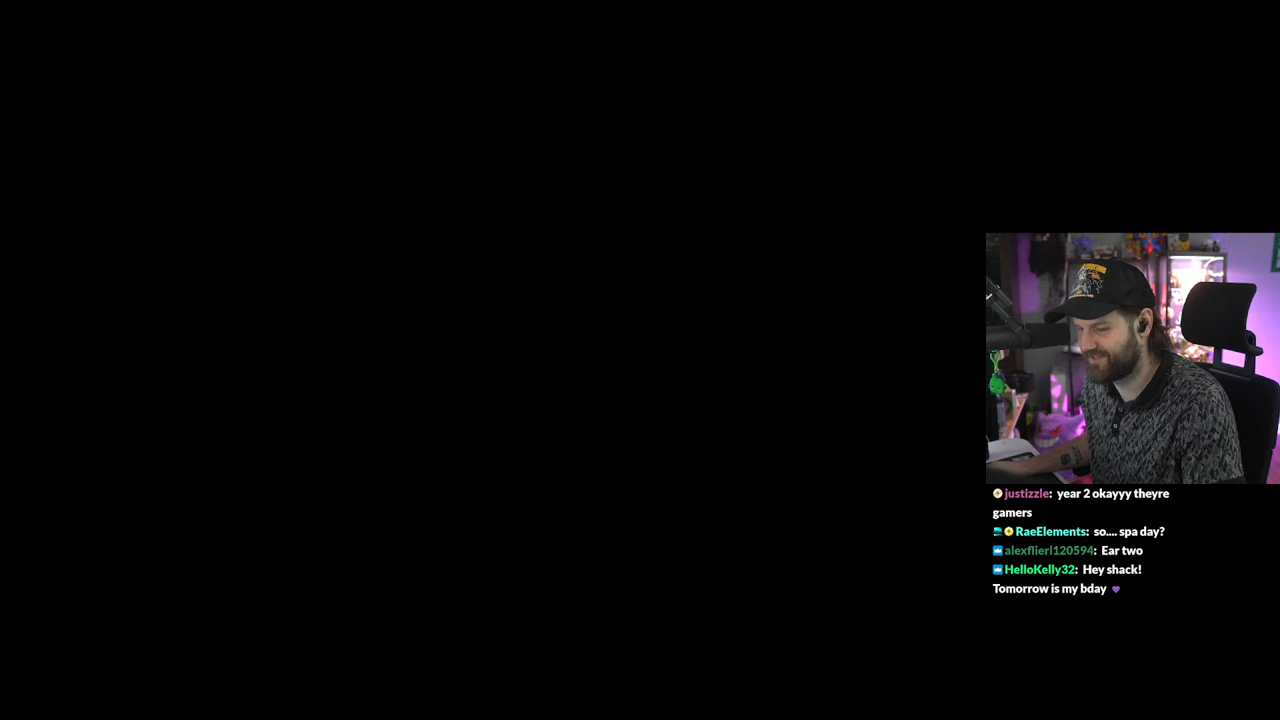 justizzle: year 2 okayyy theyre
gamers
RaeElements: so.... spa day?
alexflierl120594: Ear two
HelloKelly32: Hey shack!
Tomorrow is my bday